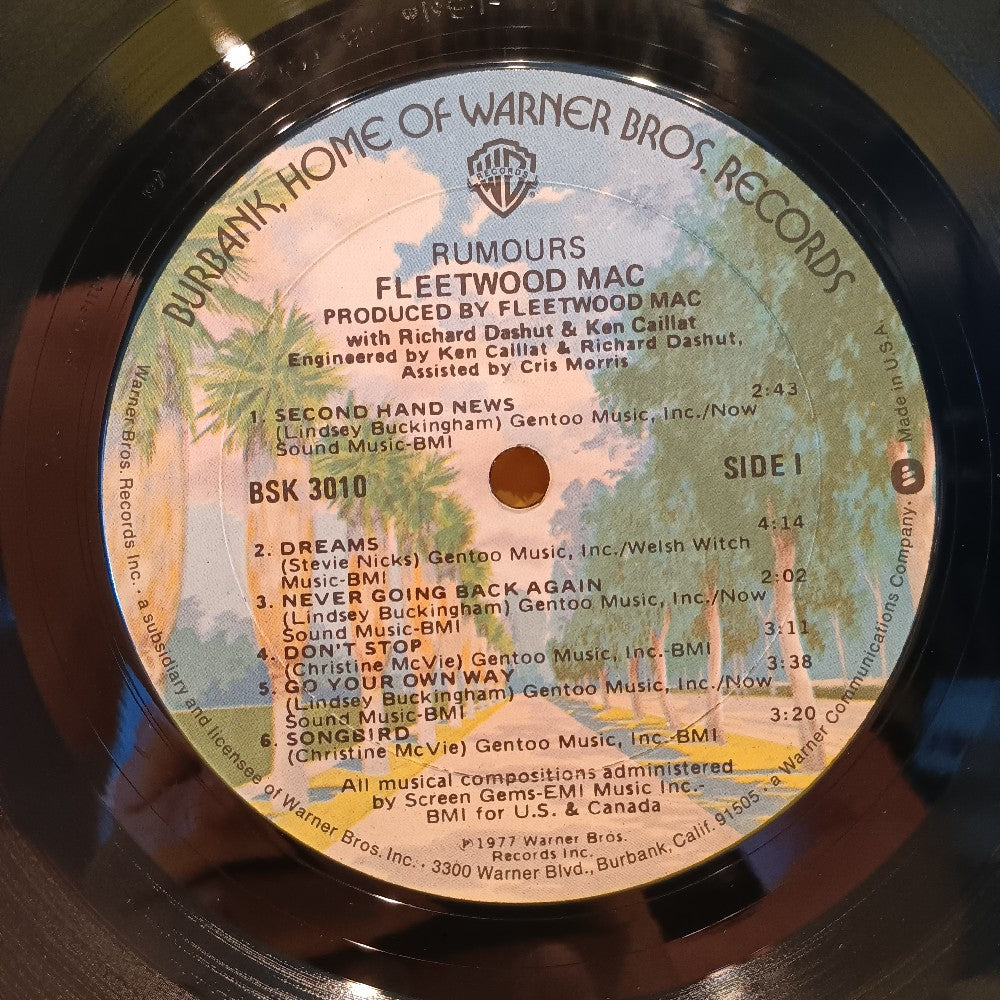 BURBANK, HOME OF WARNER BROS. RECORDS
RECORDS
RUMOURS
FLEETWOOD MAC
PRODUCED BY FLEETWOOD MAC
with Richard Dashut & Ken Caillat
Engineered by Ken Caillat & Richard Dashut,
Assisted by Cris Morris
1. SECOND HAND NEWS 2:43
(Lindsey Buckingham) Gentoo Music, Inc./Now
Sound Music-BMI
BSK 3010
SIDE 1
2. DREAMS 4:14
(Stevie Nicks) Gentoo Music, Inc./Welsh Witch
Music-BMI
3. NEVER GOING BACK AGAIN 2:02
(Lindsey Buckingham) Gentoo Music, Inc./Now
Sound Music-BMI
4. DON'T STOP 3:11
(Christine McVie) Gentoo Music, Inc.-BMI
5. GO YOUR OWN WAY 3:38
(Lindsey Buckingham) Gentoo Music, Inc./Now
Sound Music-BMI
6. SONGBIRD 3:20
(Christine McVie) Gentoo Music, Inc.-BMI
All musical compositions administered
by Screen Gems-EMI Music Inc.-
BMI for U.S. & Canada
℗1977 Warner Bros.
Records Inc.
Warner Bros. Records Inc. · a subsidiary and licensee of Warner Bros. Inc. · 3300 Warner Blvd., Burbank, Calif. 91505 · a Warner Communications Company · Made in U.S.A.